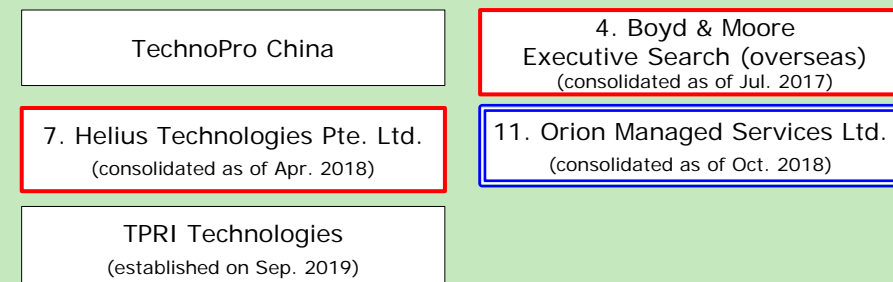 TechnoPro China
4. Boyd & Moore
Executive Search (overseas)
(consolidated as of Jul. 2017)
7. Helius Technologies Pte. Ltd.
(consolidated as of Apr. 2018)
11. Orion Managed Services Ltd.
(consolidated as of Oct. 2018)
TPRI Technologies
(established on Sep. 2019)